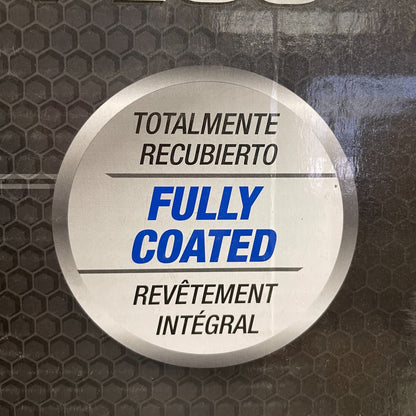 TOTALMENTE
RECUBIERTO
FULLY
COATED
REVÊTEMENT
INTÉGRAL